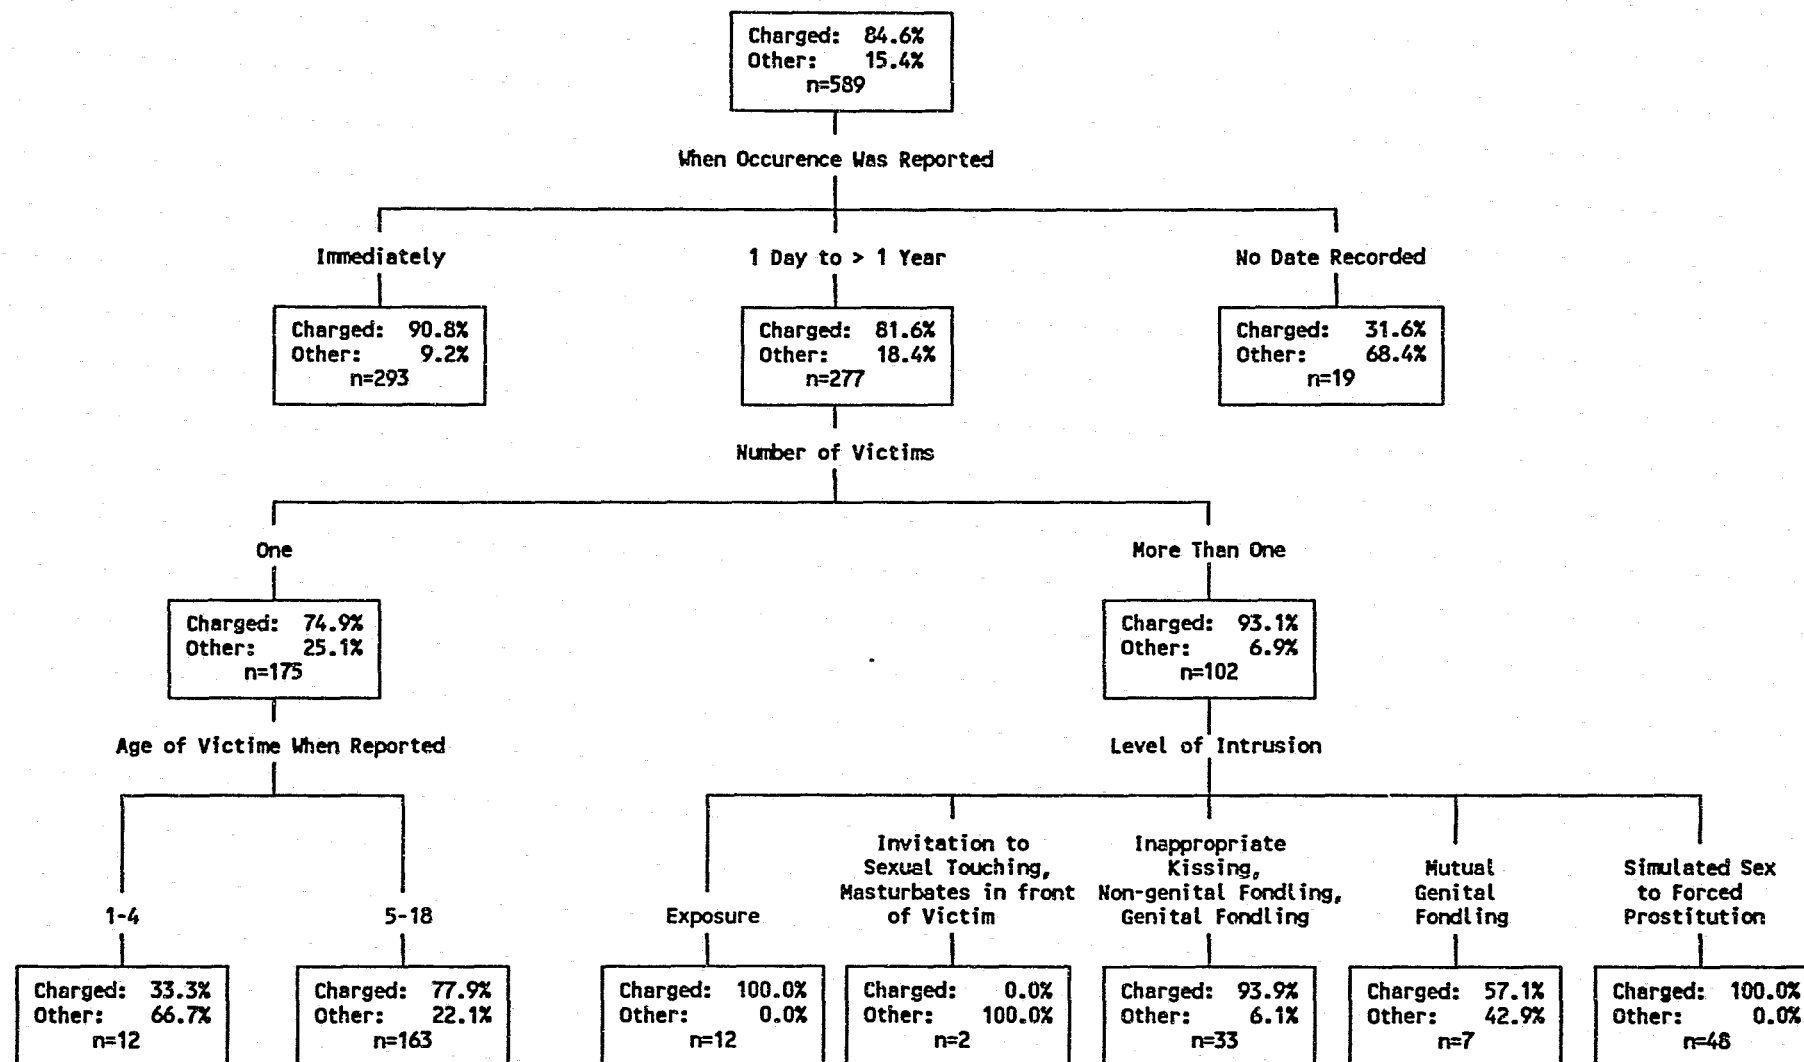 Charged: 84.6%
Other: 15.4%
n=589
When Occurence Was Reported
Immediately
1 Day to > 1 Year
No Date Recorded
Charged: 90.8%
Other: 9.2%
n=293
Charged: 81.6%
Other: 18.4%
n=277
Charged: 31.6%
Other: 68.4%
n=19
Number of Victims
One
More Than One
Charged: 74.9%
Other: 25.1%
n=175
Charged: 93.1%
Other: 6.9%
n=102
Age of Victime When Reported
Level of Intrusion
1-4
5-18
Exposure
Invitation to
Sexual Touching,
Masturbates in front
of Victim
Inappropriate
Kissing,
Non-genital Fondling,
Genital Fondling
Mutual
Genital
Fondling
Simulated Sex
to Forced
Prostitution
Charged: 33.3%
Other: 66.7%
n=12
Charged: 77.9%
Other: 22.1%
n=163
Charged: 100.0%
Other: 0.0%
n=12
Charged: 0.0%
Other: 100.0%
n=2
Charged: 93.9%
Other: 6.1%
n=33
Charged: 57.1%
Other: 42.9%
n=7
Charged: 100.0%
Other: 0.0%
n=48